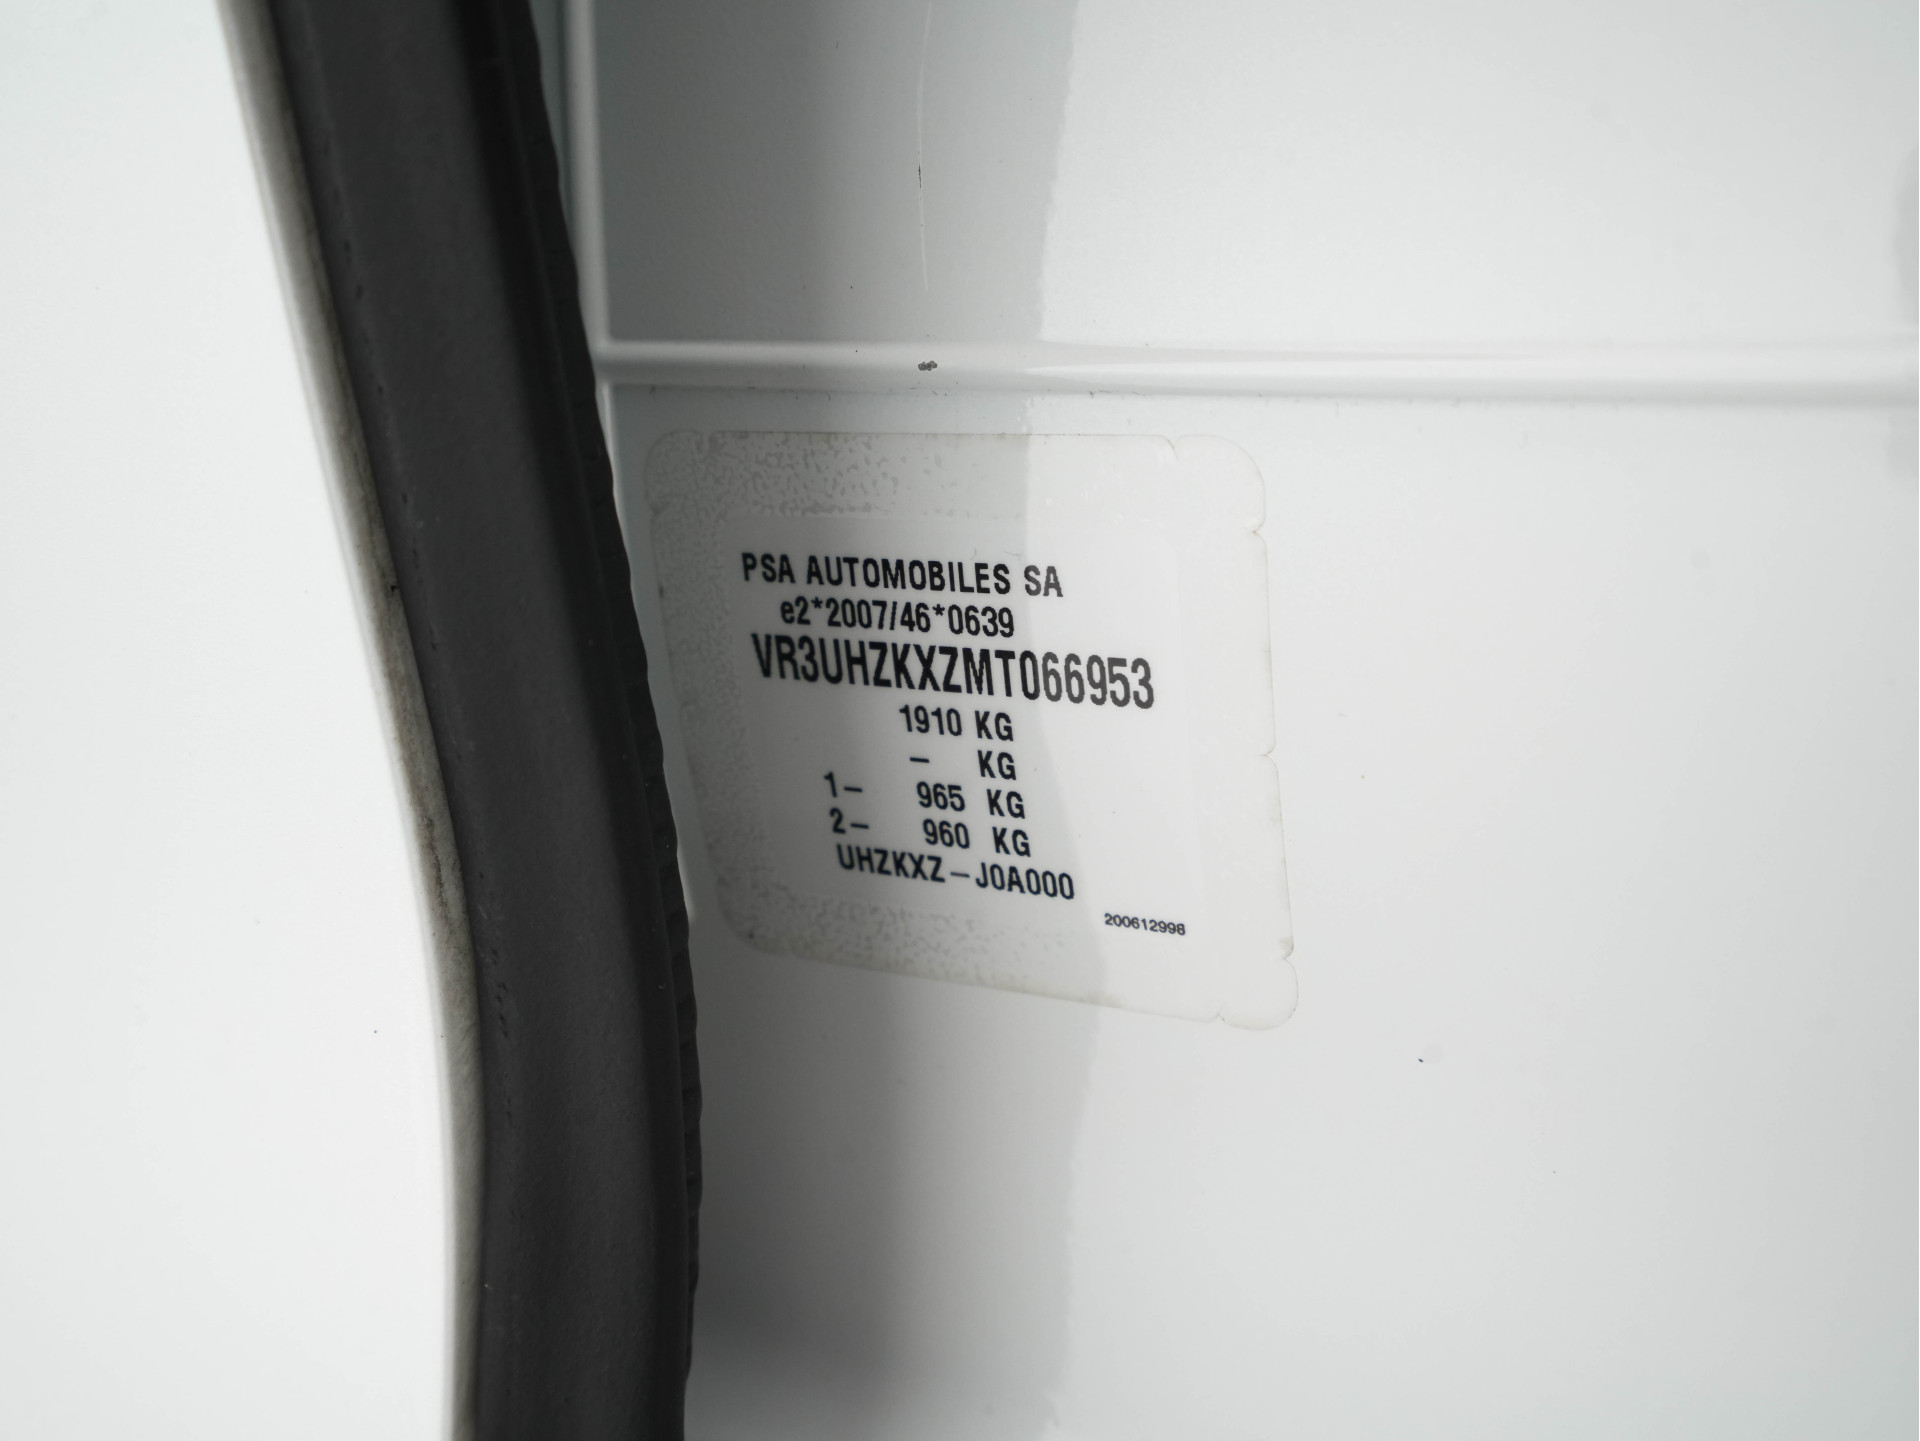 PSA AUTOMOBILES SA
e2*2007/46*0639
VR3UHZKXZMT066953
1910 KG
– KG
1– 965 KG
2– 960 KG
UHZKXZ–J0A000
200612998